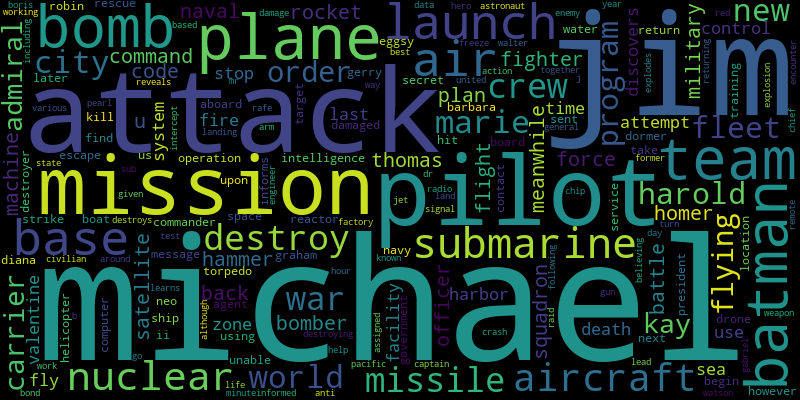 boris
robin
rescue
naval
rocket
launch
data
hero
astronaut
enemy
year
working
bomb
plane
based
damage
eggsy
air
jim
red
new
including
admiral
city
command
stop
order
gerry
best
fighter
water
return
control
various
pearl
later
code
mr
rafe
way
crew
secret
united
freeze
walter
action
together
j
program
discovers
military
returning
explodes
explosion
encounter
attack
reveals
aboard
target
last
plan
barbara
time
sent
general
training
machine
kill
u
fire
landing
arm
damaged
hit
marie
board
attempt
fleet
chief
destroyer
find
system
intercept
us
intelligence
thomas
flight
meanwhile
force
dormer
take
former
team
escape
operation
state
sub
mission
upon
informs
engineer
dr
pilot
jet
radio
contact
chip
service
harold
given
strike
boat
destroys
commander
space
reactor
factory
signal
land
homer
turn
flying
location
remote
base
destroy
submarine
batman
diana
civilian
around
test
message
hammer
graham
navy
known
day
believing
following
michael
satellite
torpedo
hour
carrier
valentine
helicopter
neo
ship
although
back
agent
war
harbor
officer
squadron
battle
president
drone
weapon
b
computer
learns
ii
using
zone
bomber
facility
assigned
government
raid
gun
death
kay
next
use
gabriel
go
work
unable
destroying
help
crash
sea
fly
nuclear
life
world
pacific
captain
missile
aircraft
lead
begin
bond
minuteinformed
anti
watson
however